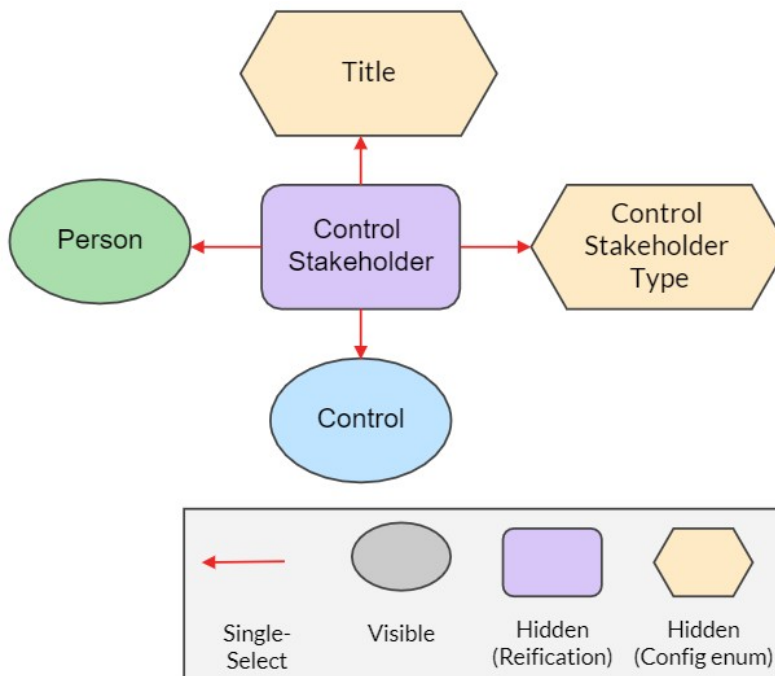 Title
Person
Control
Stakeholder
Control
Stakeholder
Type
Control
Single-
Select
Visible
Hidden
(Reification)
Hidden
(Config enum)